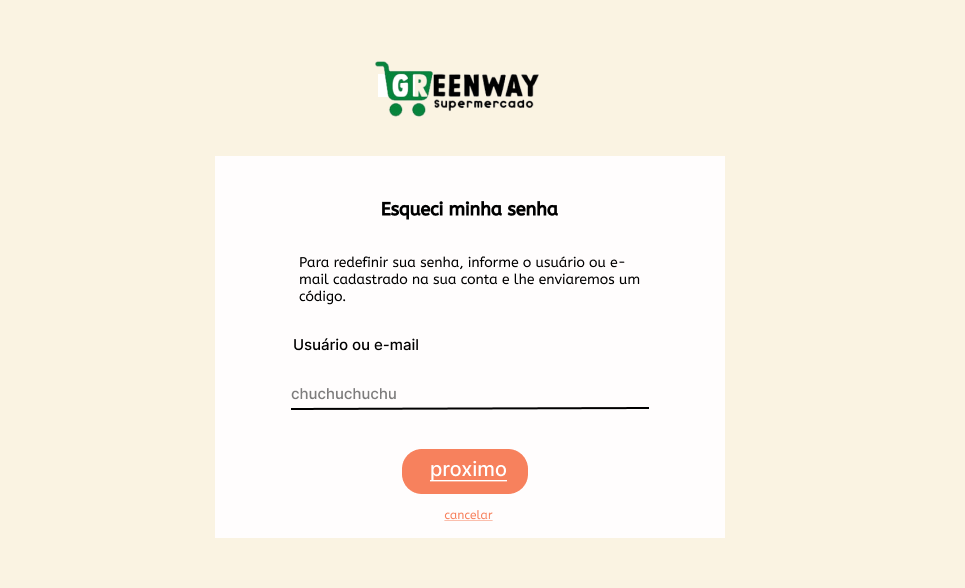 GREENWAY
Supermercado
Esqueci minha senha
Para redefinir sua senha, informe o usuário ou e-
mail cadastrado na sua conta e lhe enviaremos um
código.
Usuário ou e-mail
chuchuchuchu
proximo
cancelar